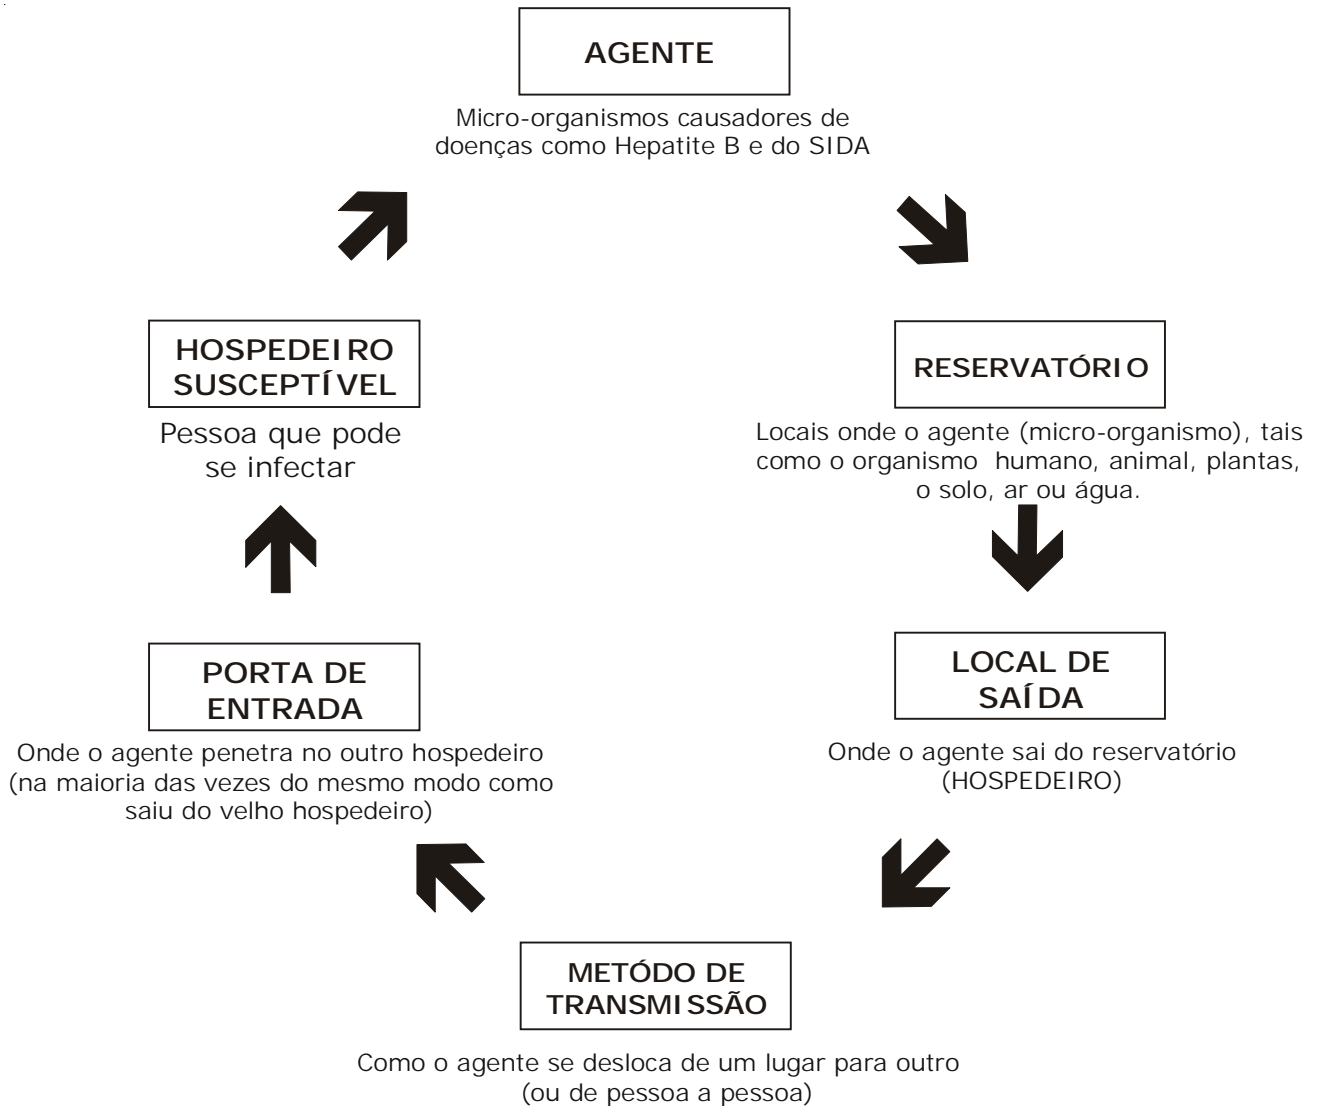 AGENTE
Micro-organismos causadores de
doenças como Hepatite B e do SIDA
RESERVATÓRIO
Locais onde o agente (micro-organismo), tais
como o organismo humano, animal, plantas,
o solo, ar ou água.
LOCAL DE
SAÍDA
Onde o agente sai do reservatório
(HOSPEDEIRO)
METÓDO DE
TRANSMISSÃO
Como o agente se desloca de um lugar para outro
(ou de pessoa a pessoa)
PORTA DE
ENTRADA
Onde o agente penetra no outro hospedeiro
(na maioria das vezes do mesmo modo como
saiu do velho hospedeiro)
HOSPEDEIRO
SUSCEPTÍVEL
Pessoa que pode
se infectar